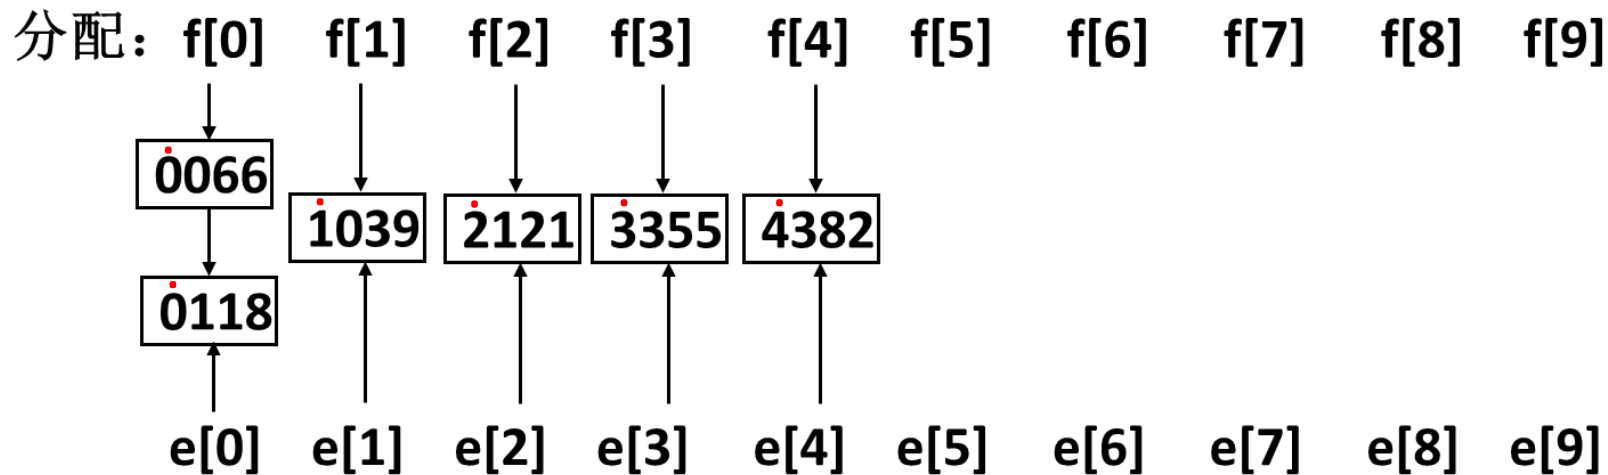 分配：f[0] f[1] f[2] f[3] f[4] f[5] f[6] f[7] f[8] f[9]
0066
1039 2121 3355 4382
0118
e[0] e[1] e[2] e[3] e[4] e[5] e[6] e[7] e[8] e[9]